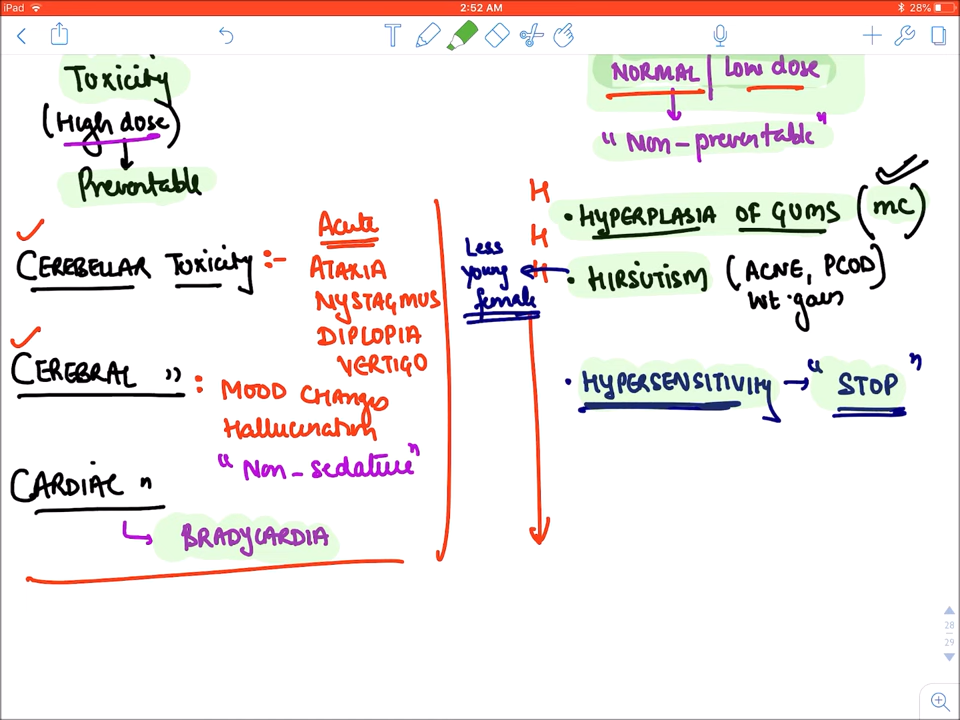 iPad
2:52 AM
28%
T
Toxicity
(High dose)
Preventable
CEREBELLAR Toxicity :-
Acute
ATAXIA
NYSTAGMUS
DIPLOPIA
VERTIGO
CEREBRAL " :
MOOD CHANGES
Hallucination
"Non-sedative"
CARDIAC "
BRADYCARDIA
NORMAL | Low dose
"Non-preventable"
H
H
H
• HYPERPLASIA OF GUMS (MC)
• HIRSUTISM (ACNE, PCOD)
Wt. gain
Less
young
female
• HYPERSENSITIVITY → "STOP"
28
29